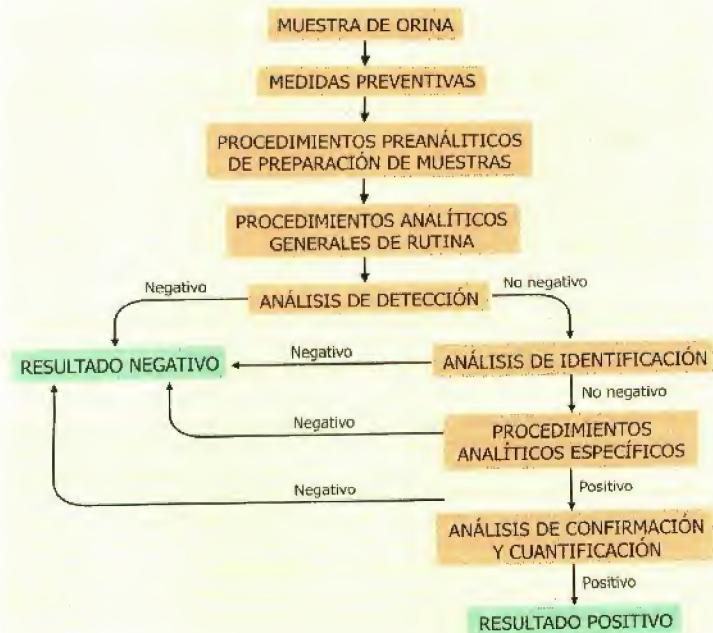 MUESTRA DE ORINA
MEDIDAS PREVENTIVAS
PROCEDIMIENTOS PREANÁLITICOS
DE PREPARACIÓN DE MUESTRAS
PROCEDIMIENTOS ANALÍTICOS
GENERALES DE RUTINA
Negativo
ANÁLISIS DE DETECCIÓN
No negativo
RESULTADO NEGATIVO
Negativo
ANÁLISIS DE IDENTIFICACIÓN
No negativo
Negativo
PROCEDIMIENTOS
ANALÍTICOS ESPECÍFICOS
Negativo
Positivo
ANÁLISIS DE CONFIRMACIÓN
Y CUANTIFICACIÓN
Positivo
RESULTADO POSITIVO